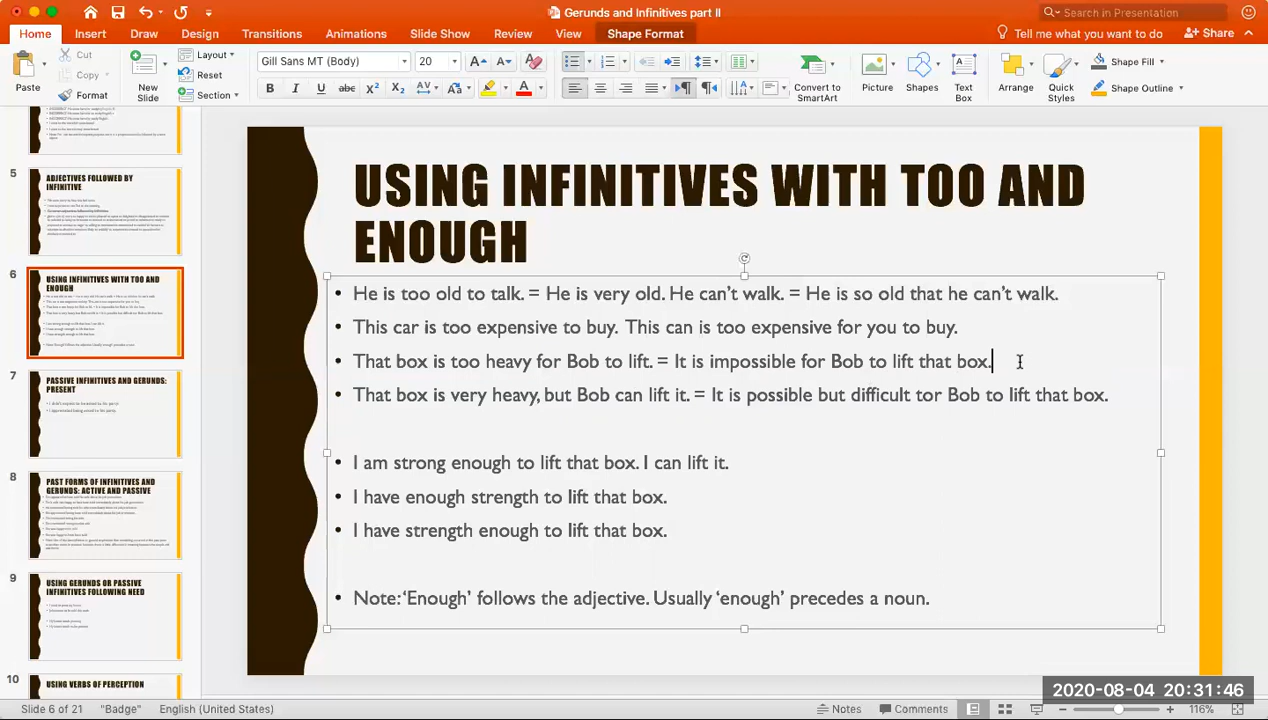 Gerunds and Infinitives part II
Search in Presentation
Home Insert Draw Design Transitions Animations Slide Show Review View Shape Format Tell me what you want to do Share
Paste Cut Copy Format
New Slide Layout Reset Section
Gill Sans MT (Body) 20
B I U abc X² X₂ AV Aa
Convert to SmartArt
Picture Shapes Text Box Arrange Quick Styles
Shape Fill
Shape Outline
5 ADJECTIVES FOLLOWED BY INFINITIVE
6 USING INFINITIVES WITH TOO AND ENOUGH
7 PASSIVE INFINITIVES AND GERUNDS: PRESENT
8 PAST FORMS OF INFINITIVES AND GERUNDS: ACTIVE AND PASSIVE
9 USING GERUNDS OR PASSIVE INFINITIVES FOLLOWING NEED
10 USING VERBS OF PERCEPTION
USING INFINITIVES WITH TOO AND
ENOUGH
• He is too old to talk. = He is very old. He can't walk. = He is so old that he can't walk.
• This car is too expensive to buy. This can is too expensive for you to buy.
• That box is too heavy for Bob to lift. = It is impossible for Bob to lift that box.
• That box is very heavy, but Bob can lift it. = It is possible but difficult tor Bob to lift that box.
• I am strong enough to lift that box. I can lift it.
• I have enough strength to lift that box.
• I have strength enough to lift that box.
• Note: 'Enough' follows the adjective. Usually 'enough' precedes a noun.
2020-08-04 20:31:46
Slide 6 of 21 "Badge" English (United States) Notes Comments 116%